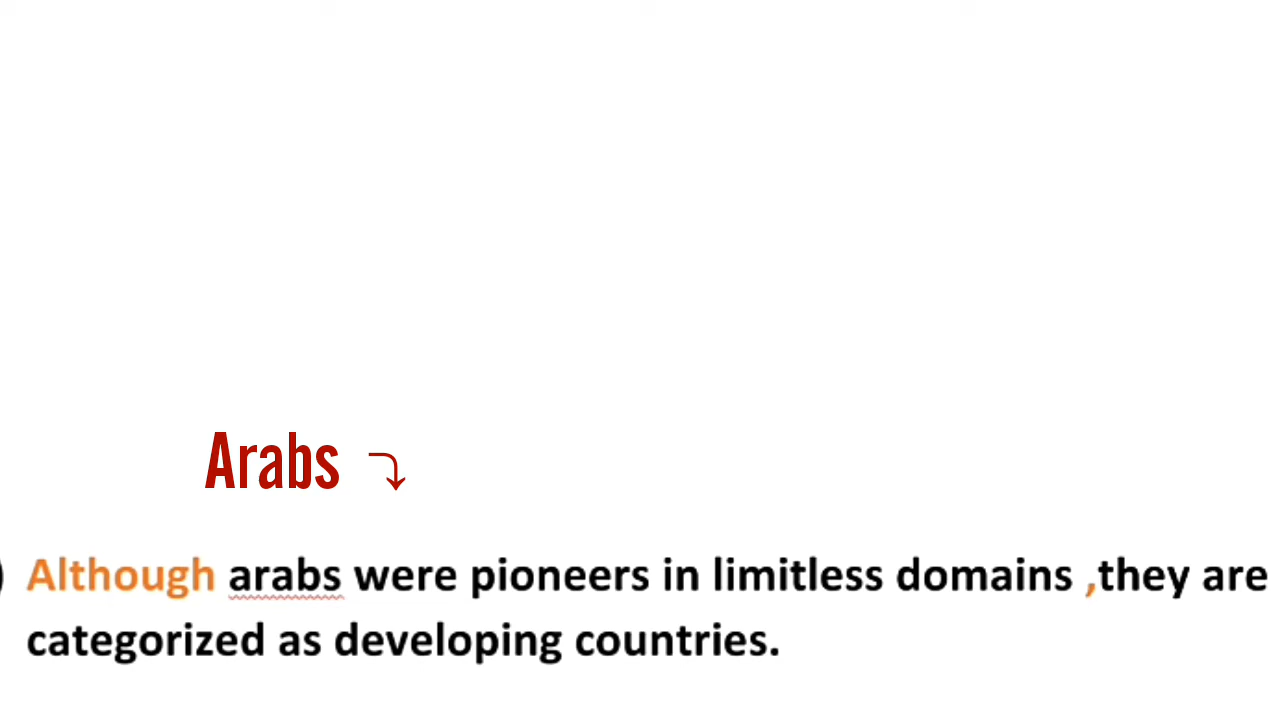 Arabs ⤵
) Although arabs were pioneers in limitless domains ,they are
categorized as developing countries.